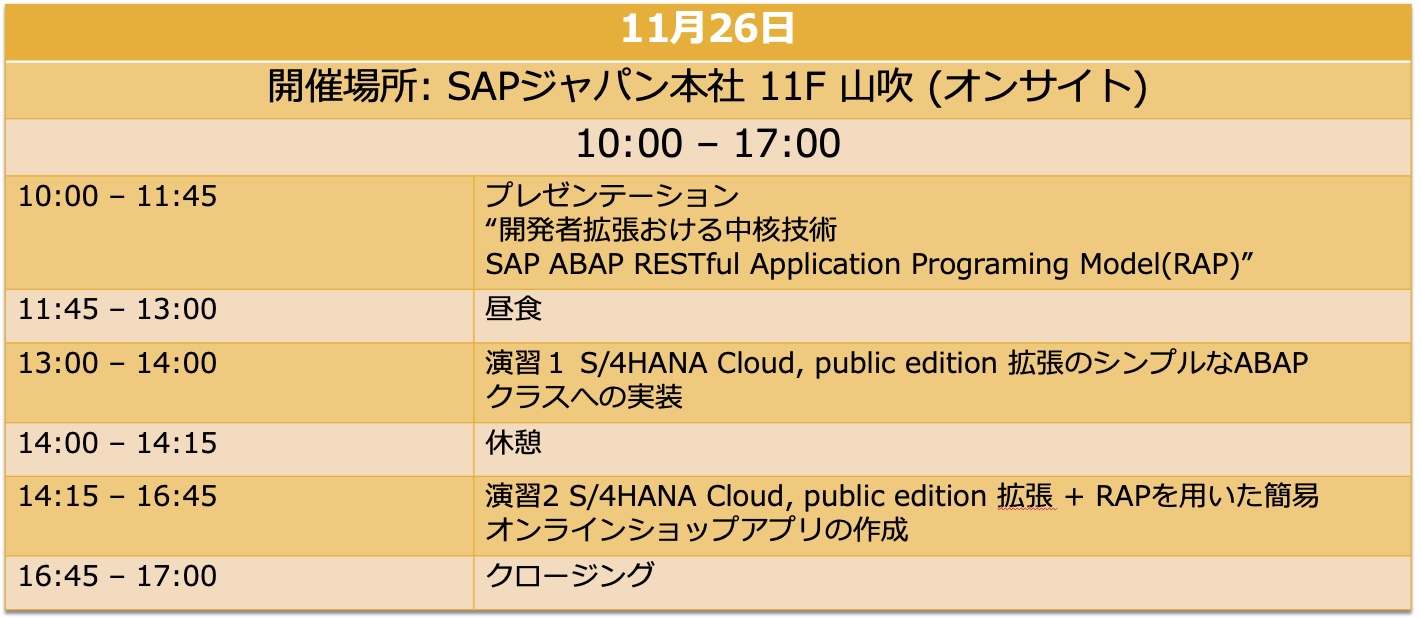 11月26日
開催場所: SAPジャパン本社 11F 山吹 (オンサイト)
10:00 – 17:00
10:00 – 11:45
プレゼンテーション
“開発者拡張おける中核技術
SAP ABAP RESTful Application Programing Model(RAP)”
11:45 – 13:00
昼食
13:00 – 14:00
演習１ S/4HANA Cloud, public edition 拡張のシンプルなABAP
クラスへの実装
14:00 – 14:15
休憩
14:15 – 16:45
演習2 S/4HANA Cloud, public edition 拡張 + RAPを用いた簡易
オンラインショップアプリの作成
16:45 – 17:00
クロージング